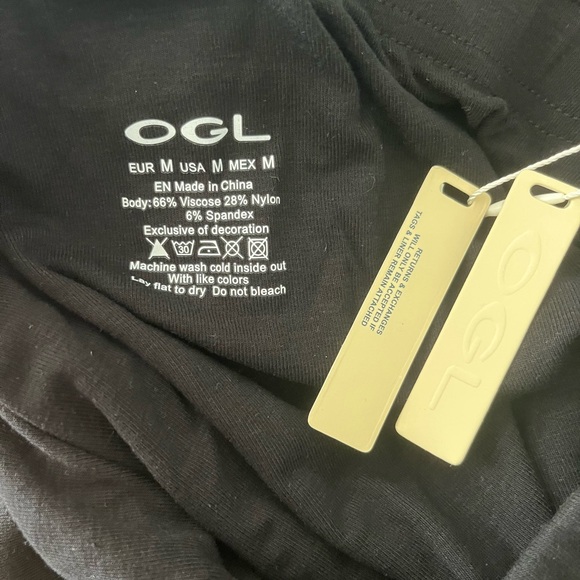 OGL
EUR M USA M MEX M
EN Made in China
Body: 66% Viscose 28% Nylon
6% Spandex
Exclusive of decoration
30
Machine wash cold inside out
With like colors
Lay flat to dry Do not bleach
RETURNS & EXCHANGES
WILL ONLY BE ACCEPTED IF
TAGS & LINER REMAIN ATTACHED
OGL